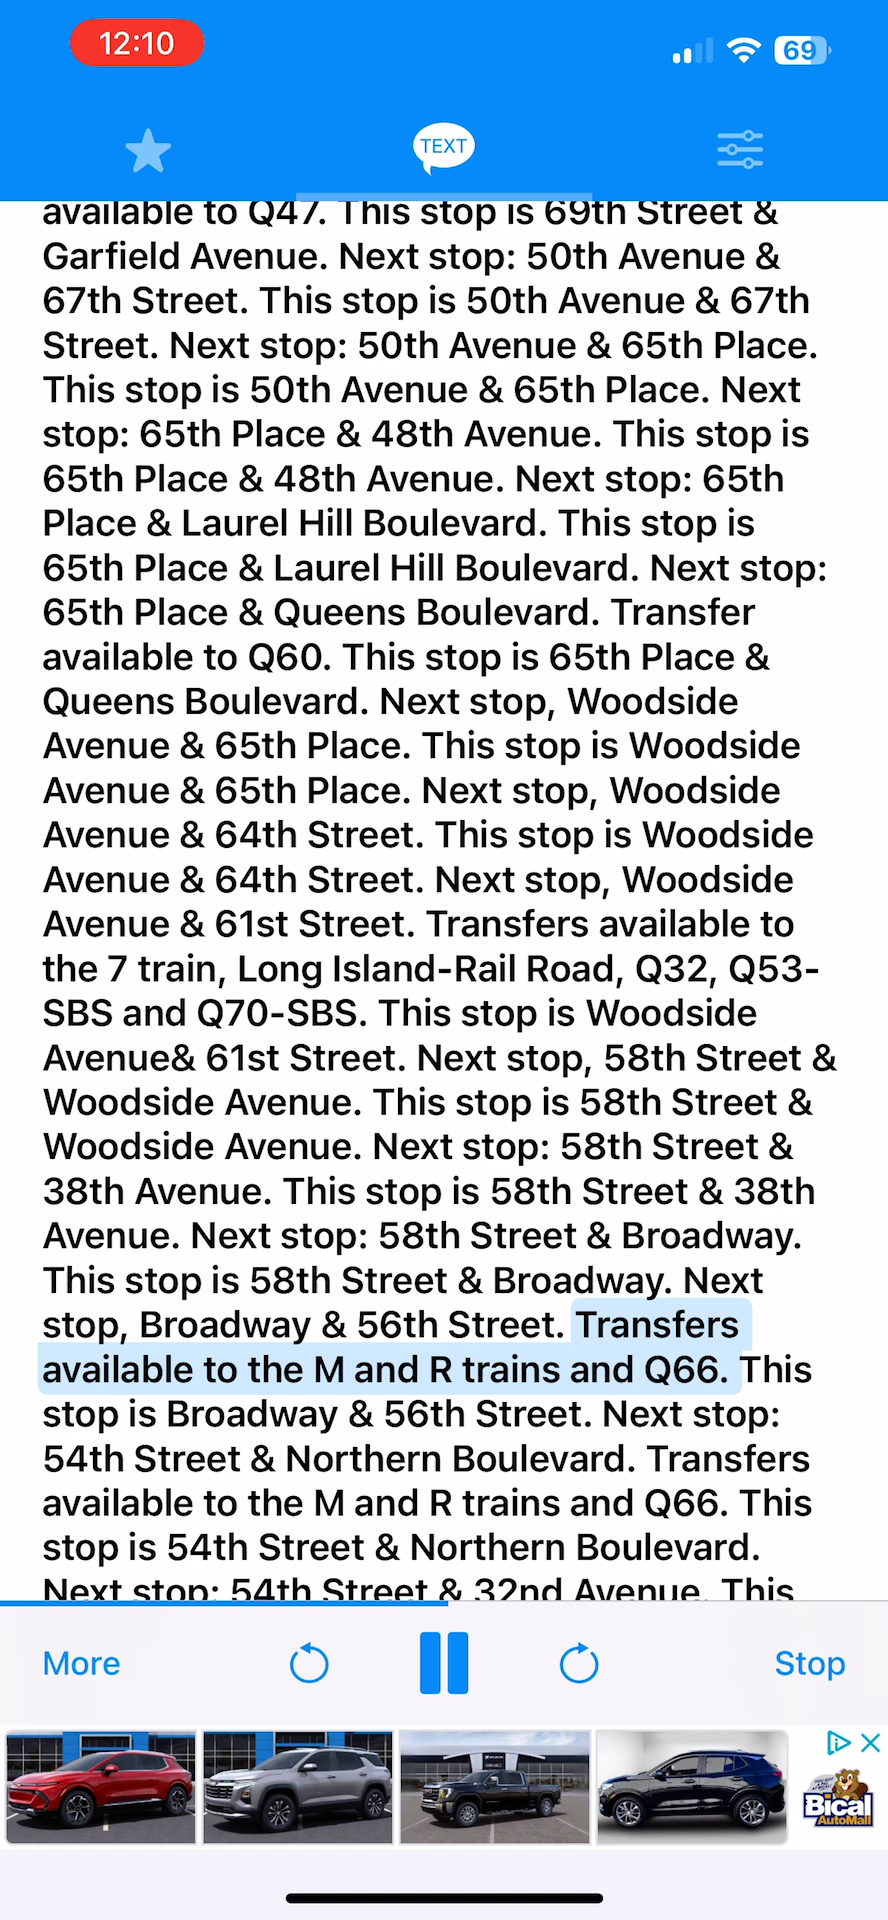 12:10
69
TEXT
available to Q47. This stop is 69th Street &
Garfield Avenue. Next stop: 50th Avenue &
67th Street. This stop is 50th Avenue & 67th
Street. Next stop: 50th Avenue & 65th Place.
This stop is 50th Avenue & 65th Place. Next
stop: 65th Place & 48th Avenue. This stop is
65th Place & 48th Avenue. Next stop: 65th
Place & Laurel Hill Boulevard. This stop is
65th Place & Laurel Hill Boulevard. Next stop:
65th Place & Queens Boulevard. Transfer
available to Q60. This stop is 65th Place &
Queens Boulevard. Next stop, Woodside
Avenue & 65th Place. This stop is Woodside
Avenue & 65th Place. Next stop, Woodside
Avenue & 64th Street. This stop is Woodside
Avenue & 64th Street. Next stop, Woodside
Avenue & 61st Street. Transfers available to
the 7 train, Long Island-Rail Road, Q32, Q53-
SBS and Q70-SBS. This stop is Woodside
Avenue& 61st Street. Next stop, 58th Street &
Woodside Avenue. This stop is 58th Street &
Woodside Avenue. Next stop: 58th Street &
38th Avenue. This stop is 58th Street & 38th
Avenue. Next stop: 58th Street & Broadway.
This stop is 58th Street & Broadway. Next
stop, Broadway & 56th Street. Transfers
available to the M and R trains and Q66. This
stop is Broadway & 56th Street. Next stop:
54th Street & Northern Boulevard. Transfers
available to the M and R trains and Q66. This
stop is 54th Street & Northern Boulevard.
Next stop: 54th Street & 32nd Avenue. This
More
Stop
Bical
AutoMall